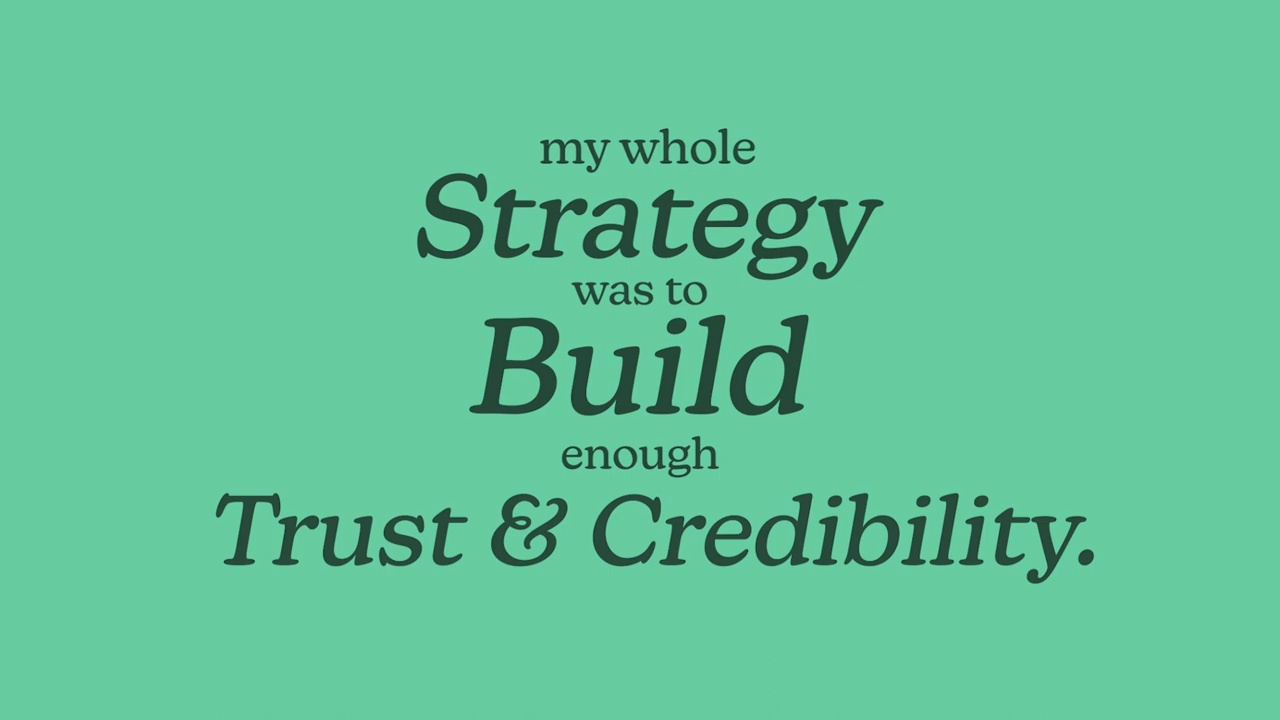 my whole
Strategy
was to
Build
enough
Trust & Credibility.